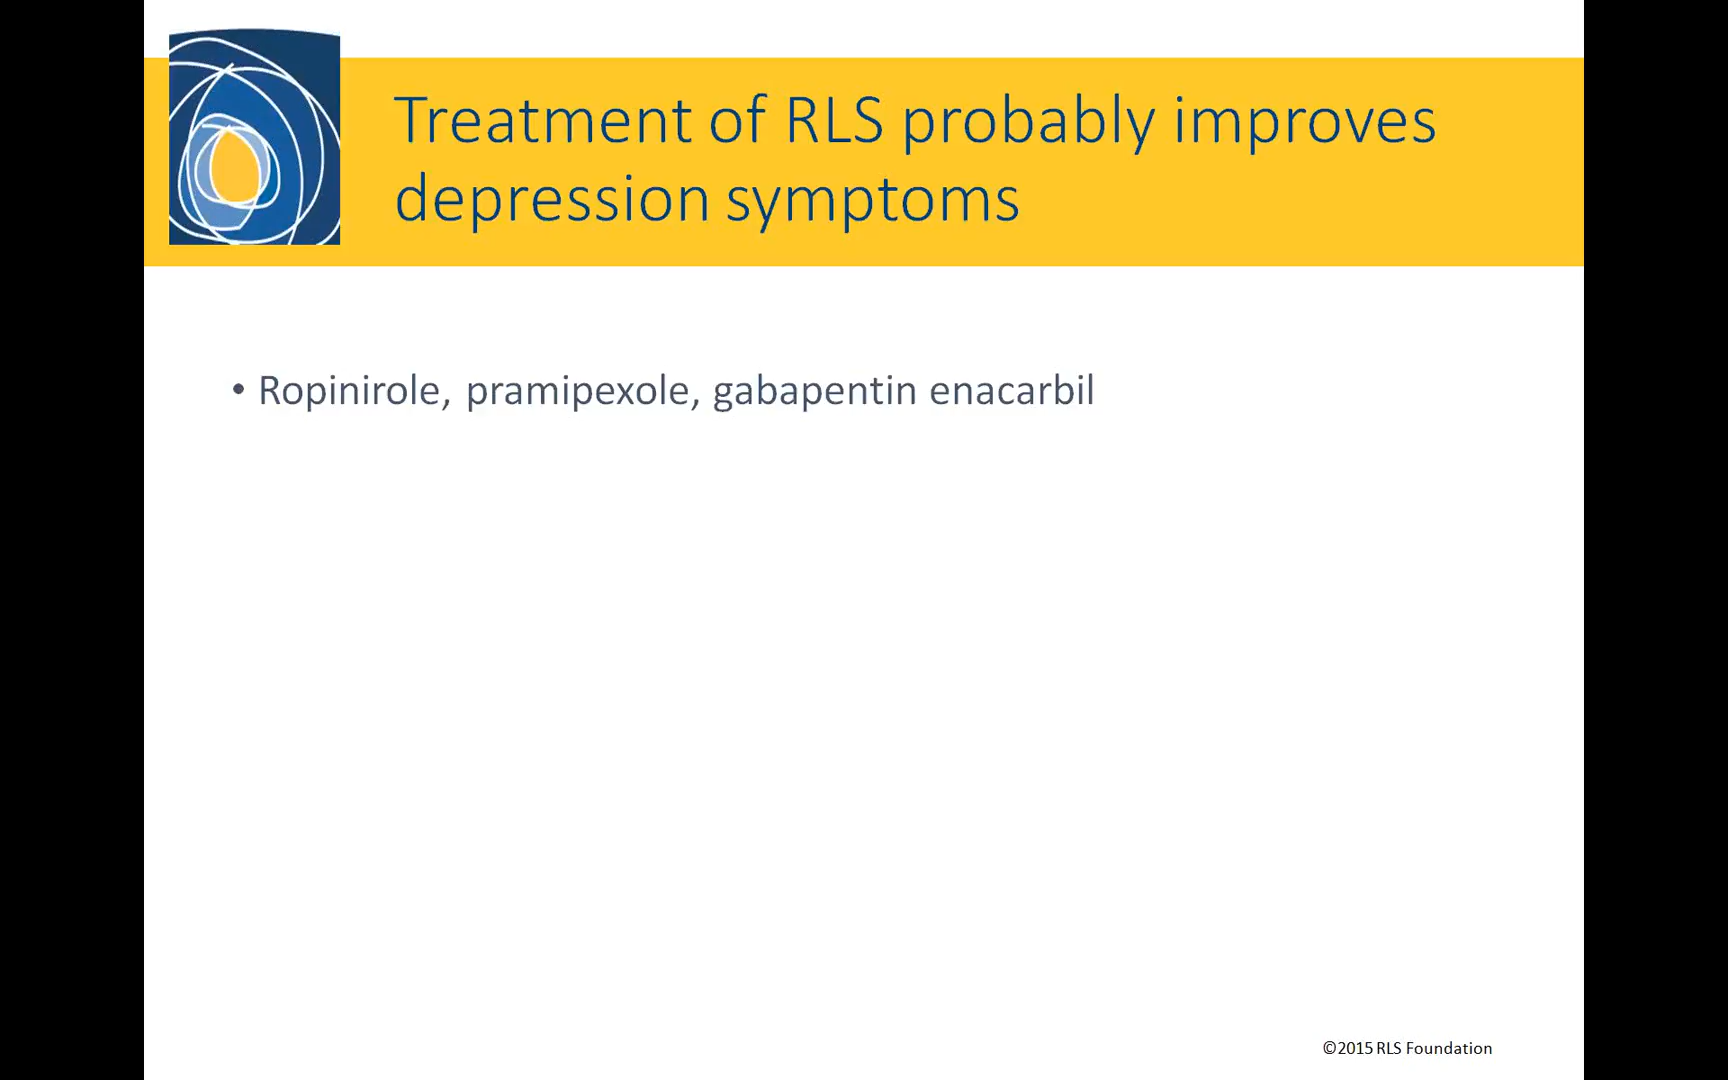 Treatment of RLS probably improves
depression symptoms
• Ropinirole, pramipexole, gabapentin enacarbil
©2015 RLS Foundation